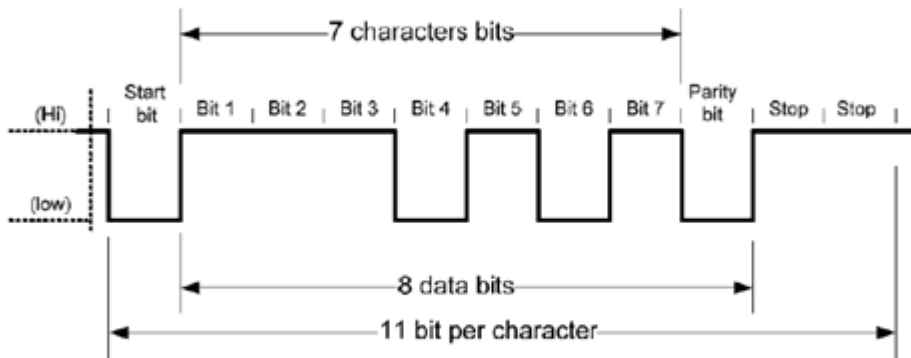 7 characters bits
Start bit
Bit 1 Bit 2 Bit 3 Bit 4 Bit 5 Bit 6 Bit 7
Parity bit
Stop Stop
(Hi)
(low)
8 data bits
11 bit per character